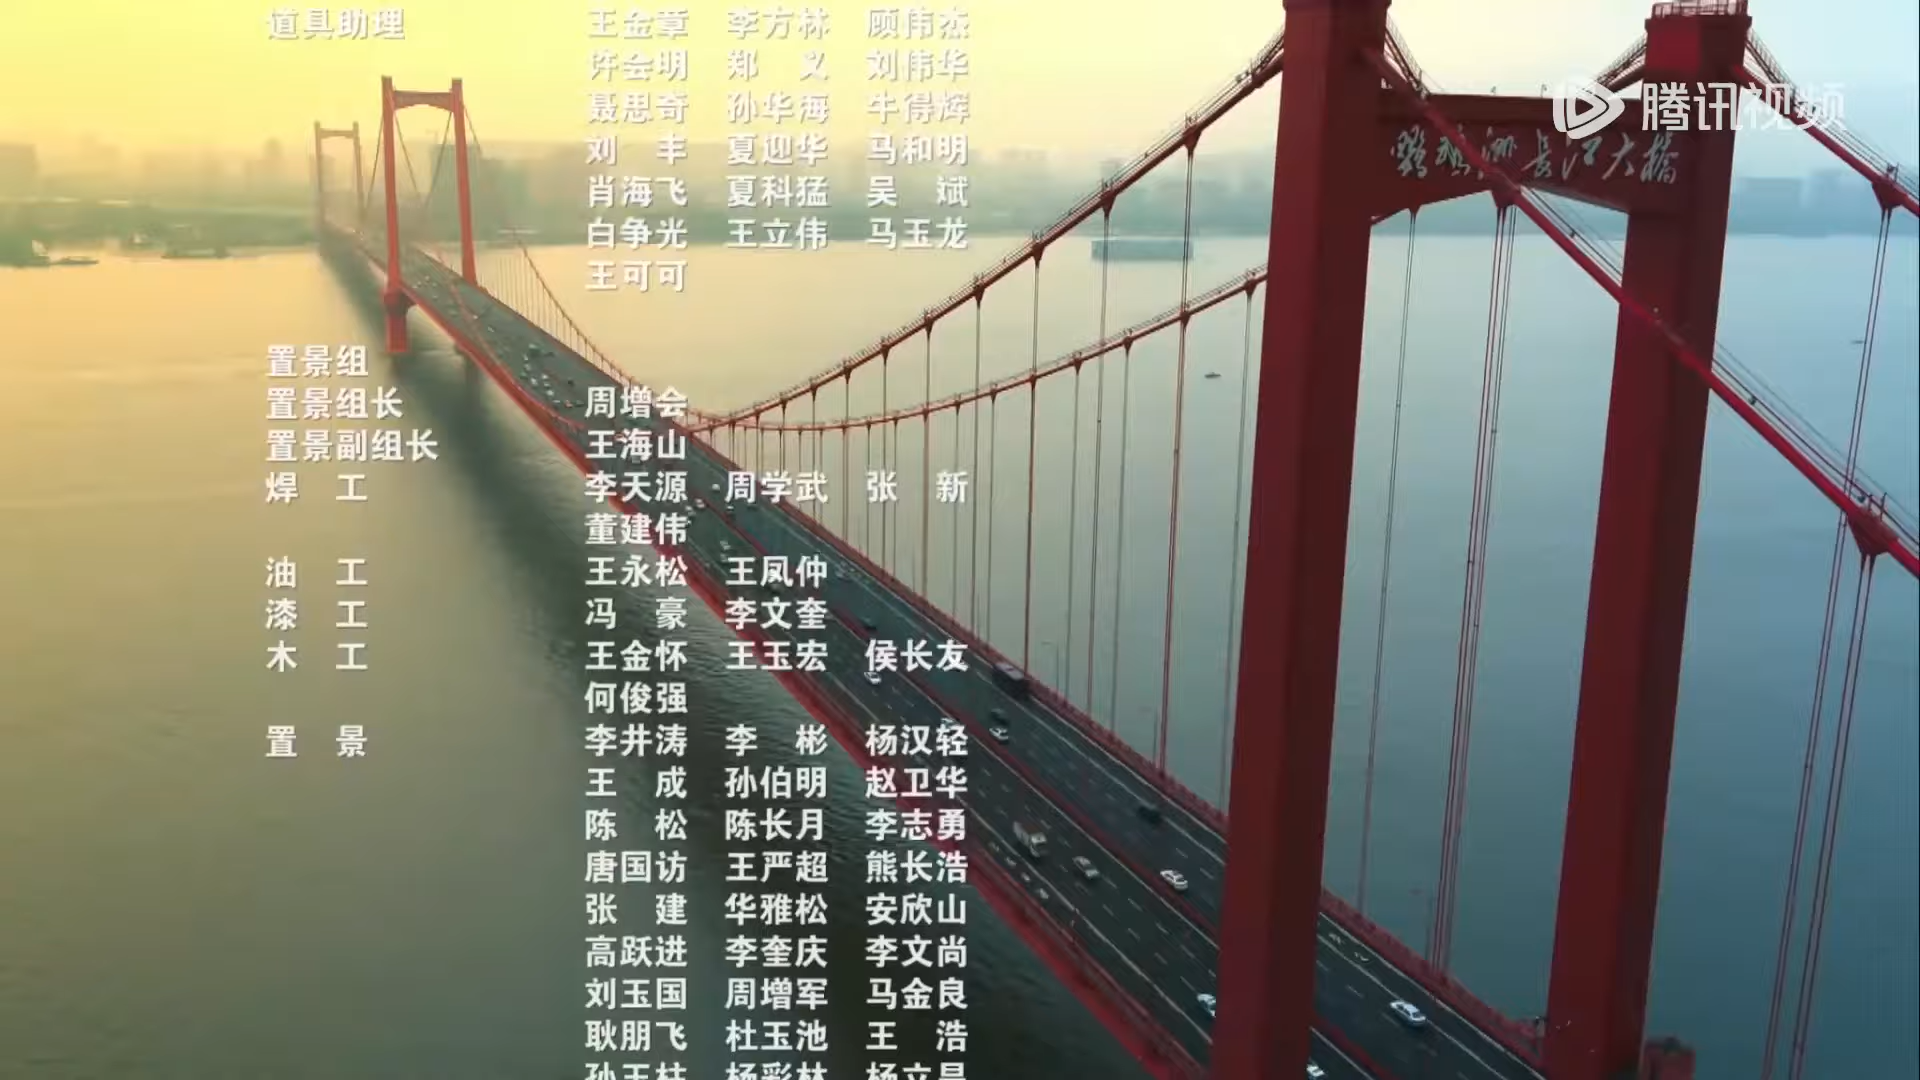 道具助理 王金章 李方林 顾伟杰
许会明 郑 义 刘伟华
聂思奇 孙华海 牛得辉
刘 丰 夏迎华 马和明
肖海飞 夏科猛 吴 斌
白争光 王立伟 马玉龙
王可可
腾讯视频
鹦鹉洲长江大桥
置景组
置景组长 周增会
置景副组长 王海山
焊 工 李天源 周学武 张 新
董建伟
油 工 王永松 王凤仲
漆 工 冯 豪 李文奎
木 工 王金怀 王玉宏 侯长友
何俊强
置 景 李井涛 李 彬 杨汉轻
王 成 孙伯明 赵卫华
陈 松 陈长月 李志勇
唐国访 王严超 熊长浩
张 建 华雅松 安欣山
高跃进 李奎庆 李文尚
刘玉国 周增军 马金良
耿朋飞 杜玉池 王 浩